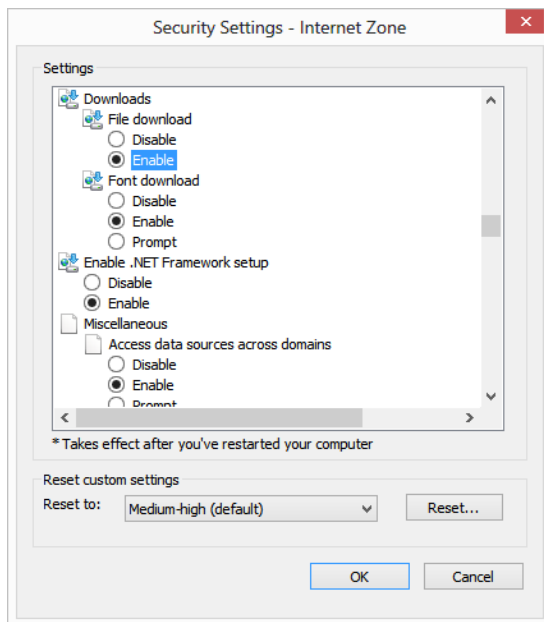 Security Settings - Internet Zone
Settings
Downloads
File download
Disable
Enable
Font download
Disable
Enable
Prompt
Enable .NET Framework setup
Disable
Enable
Miscellaneous
Access data sources across domains
Disable
Enable
Prompt
* Takes effect after you've restarted your computer
Reset custom settings
Reset to: Medium-high (default) Reset...
OK Cancel